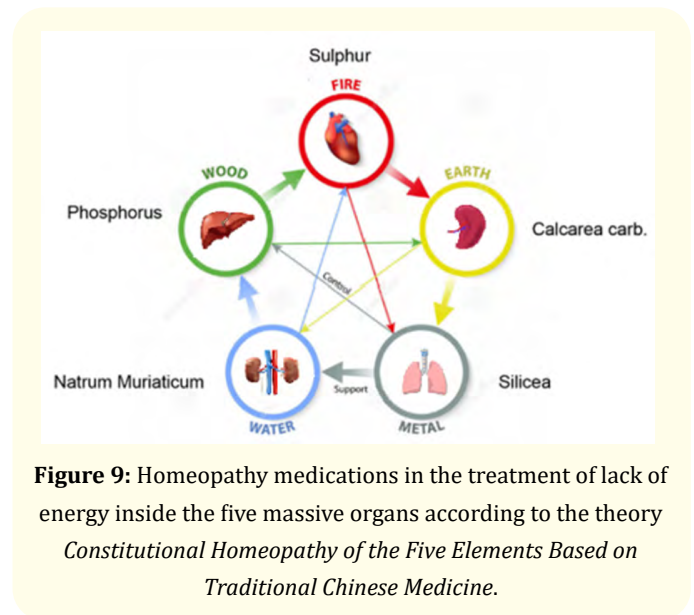 Sulphur
FIRE
WOOD
EARTH
Phosphorus
Calcarea carb.
Control
Natrum Muriaticum
Support
Silicea
WATER
METAL
Figure 9: Homeopathy medications in the treatment of lack of
energy inside the five massive organs according to the theory
Constitutional Homeopathy of the Five Elements Based on
Traditional Chinese Medicine.